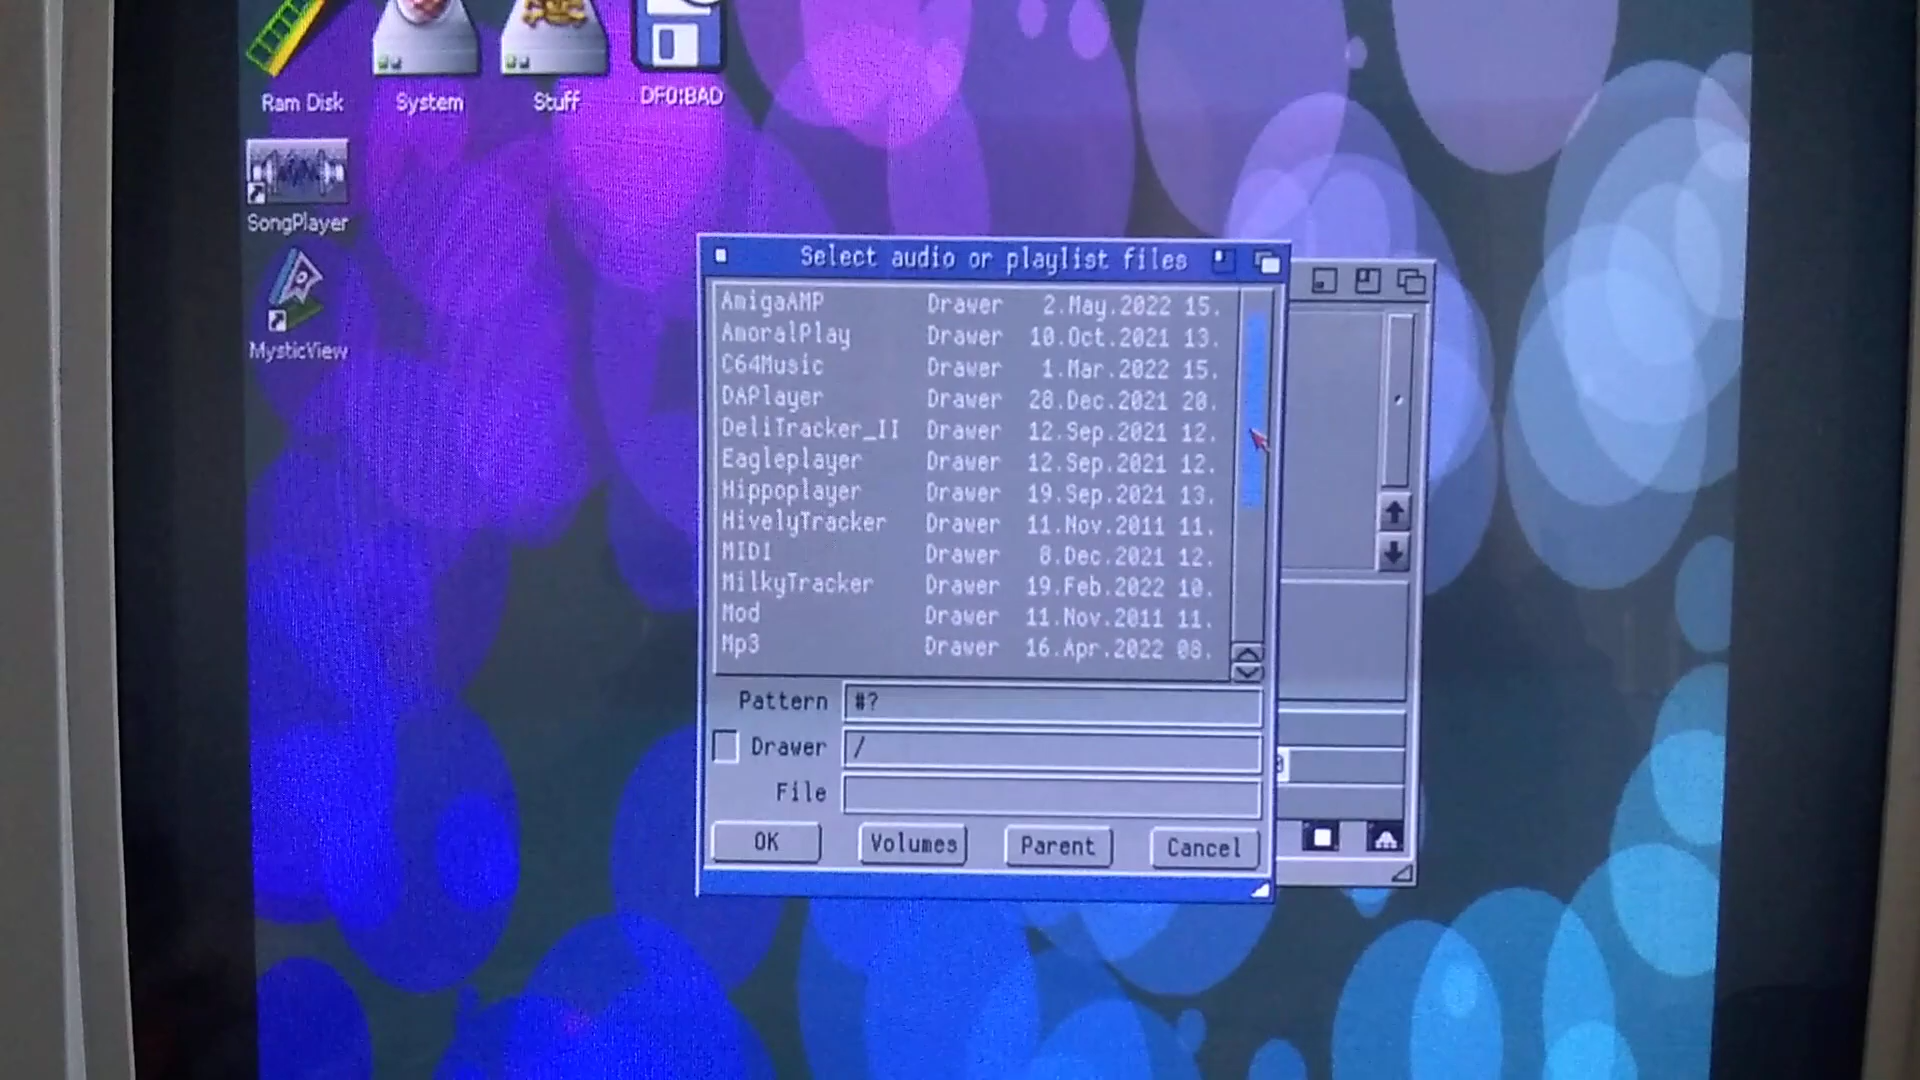 Ram Disk
System
Stuff
DF0:BAD
SongPlayer
MysticView
Select audio or playlist files
AmigaAMP Drawer 2.May.2022 15.
AmoralPlay Drawer 10.Oct.2021 13.
C64Music Drawer 1.Mar.2022 15.
DAPlayer Drawer 28.Dec.2021 20.
DeliTracker_II Drawer 12.Sep.2021 12.
Eagleplayer Drawer 12.Sep.2021 12.
Hippoplayer Drawer 19.Sep.2021 13.
HivelyTracker Drawer 11.Nov.2011 11.
MIDI Drawer 8.Dec.2021 12.
MilkyTracker Drawer 19.Feb.2022 10.
Mod Drawer 11.Nov.2011 11.
Mp3 Drawer 16.Apr.2022 08.
Pattern #?
Drawer /
File
OK Volumes Parent Cancel